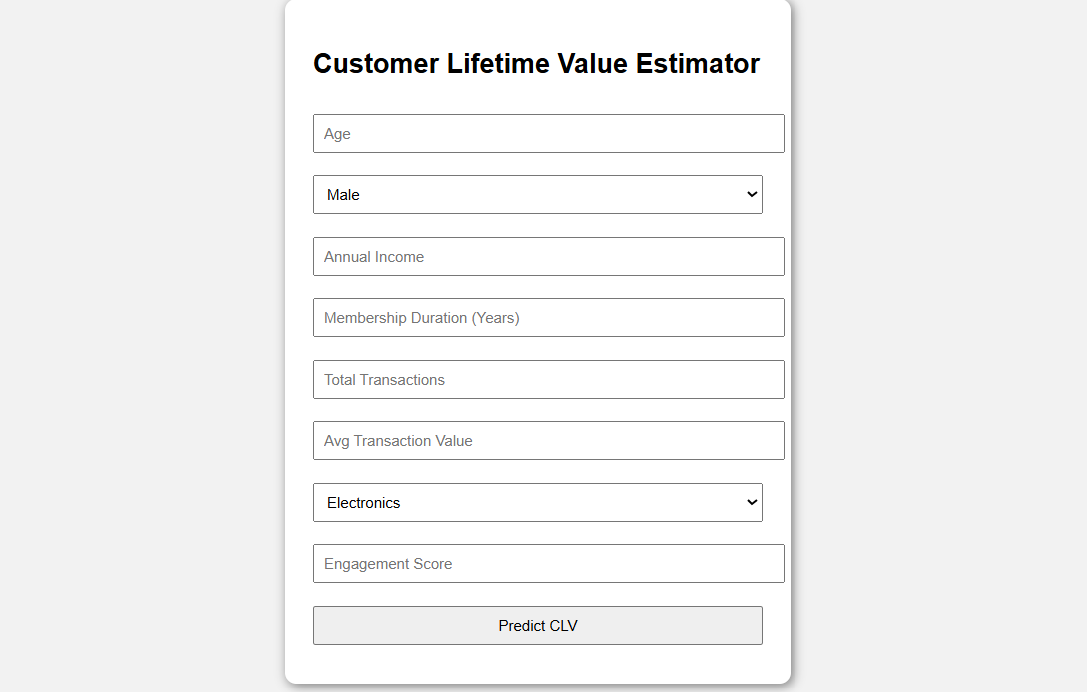 Customer Lifetime Value Estimator
Age
Male
Annual Income
Membership Duration (Years)
Total Transactions
Avg Transaction Value
Electronics
Engagement Score
Predict CLV